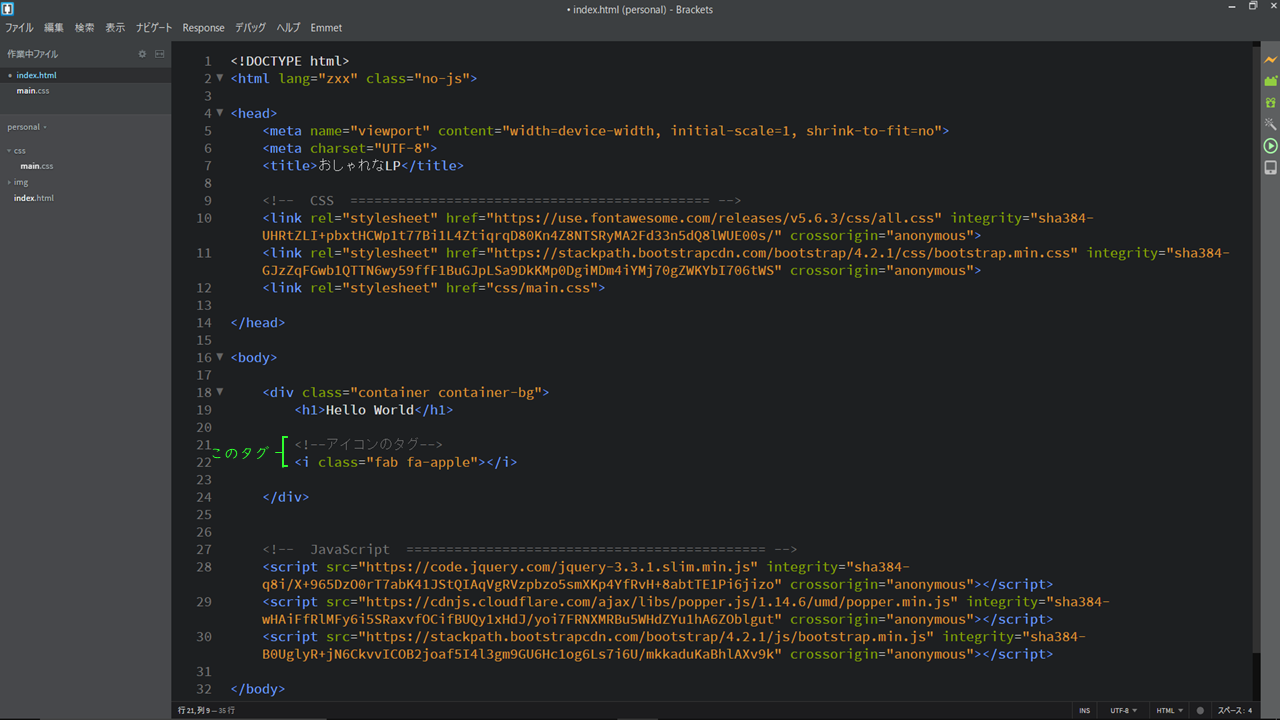 • index.html (personal) - Brackets
ファイル 編集 検索 表示 ナビゲート Response デバッグ ヘルプ Emmet
作業中ファイル
• index.html
main.css
personal
css
main.css
img
index.html
1 <!DOCTYPE html>
2 <html lang="zxx" class="no-js">
3
4 <head>
5 <meta name="viewport" content="width=device-width, initial-scale=1, shrink-to-fit=no">
6 <meta charset="UTF-8">
7 <title>おしゃれなLP</title>
8
9 <!-- CSS ============================================= -->
10 <link rel="stylesheet" href="https://use.fontawesome.com/releases/v5.6.3/css/all.css" integrity="sha384-
UHRtZLI+pbxtHCWp1t77Bi1L4ZtiqrqD80Kn4Z8NTSRyMA2Fd33n5dQ8lWUE00s/" crossorigin="anonymous">
11 <link rel="stylesheet" href="https://stackpath.bootstrapcdn.com/bootstrap/4.2.1/css/bootstrap.min.css" integrity="sha384-
GJzZqFGwb1QTTN6wy59ffF1BuGJpLSa9DkKMp0DgiMDm4iYMj70gZWKYbI706tWS" crossorigin="anonymous">
12 <link rel="stylesheet" href="css/main.css">
13
14 </head>
15
16 <body>
17
18 <div class="container container-bg">
19 <h1>Hello World</h1>
20
21 <!--アイコンのタグ-->
このタグ
22 <i class="fab fa-apple"></i>
23
24 </div>
25
26
27 <!-- JavaScript ============================================= -->
28 <script src="https://code.jquery.com/jquery-3.3.1.slim.min.js" integrity="sha384-
q8i/X+965DzO0rT7abK41JStQIAqVgRVzpbzo5smXKp4YfRvH+8abtTE1Pi6jizo" crossorigin="anonymous"></script>
29 <script src="https://cdnjs.cloudflare.com/ajax/libs/popper.js/1.14.6/umd/popper.min.js" integrity="sha384-
wHAiFfRlMFy6i5SRaxvfOCifBUQy1xHdJ/yoi7FRNXMRBu5WHdZYu1hA6ZOblgut" crossorigin="anonymous"></script>
30 <script src="https://stackpath.bootstrapcdn.com/bootstrap/4.2.1/js/bootstrap.min.js" integrity="sha384-
B0UglyR+jN6CkvvICOB2joaf5I4l3gm9GU6Hc1og6Ls7i6U/mkkaduKaBhlAXv9k" crossorigin="anonymous"></script>
31
32 </body>
行 21, 列 9 — 35 行 INS UTF-8 HTML スペース: 4